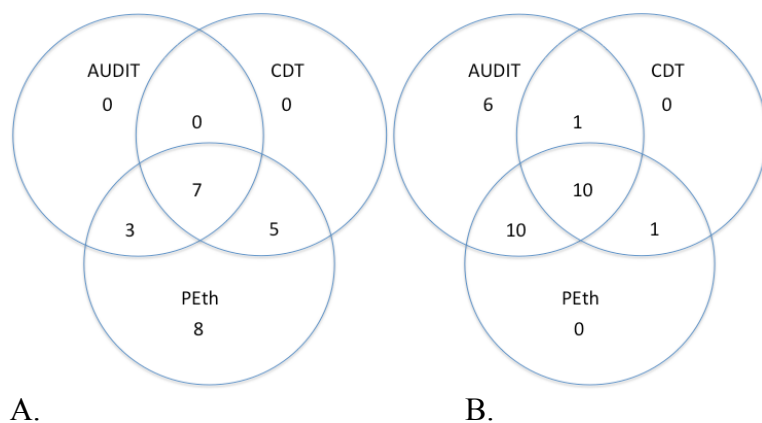 AUDIT CDT AUDIT CDT
0 0 6 0
0 1
7 10
3 5 10 1
PEth PEth
8 0
A. B.